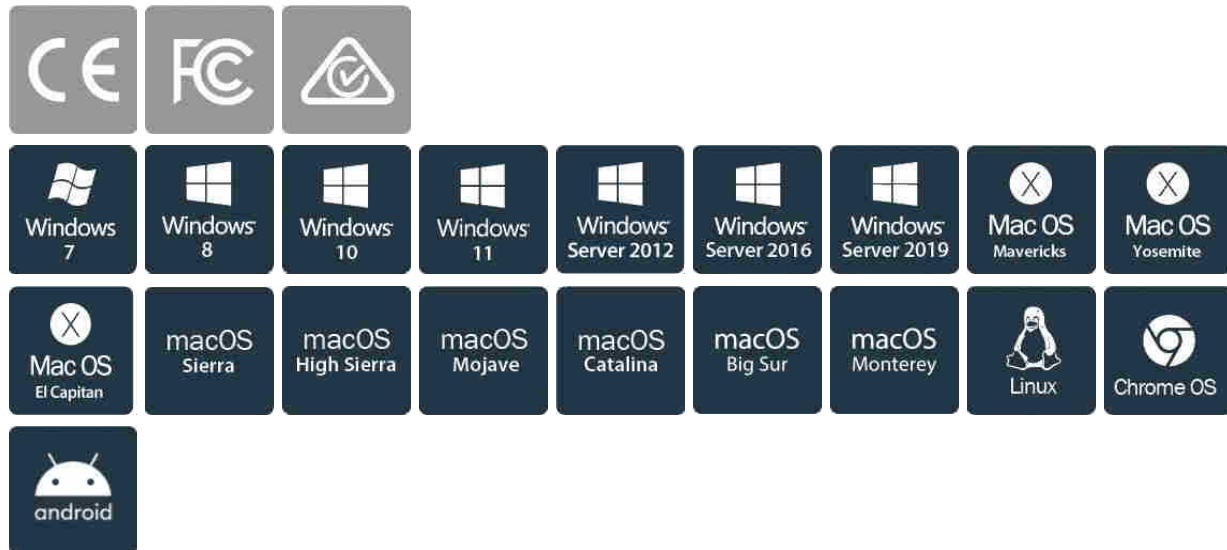 CE FC
Windows
7
Windows
8
Windows
10
Windows
11
Windows
Server 2012
Windows
Server 2016
Windows
Server 2019
X
Mac OS
Mavericks
X
Mac OS
Yosemite
X
Mac OS
El Capitan
macOS
Sierra
macOS
High Sierra
macOS
Mojave
macOS
Catalina
macOS
Big Sur
macOS
Monterey
Linux
Chrome OS
android